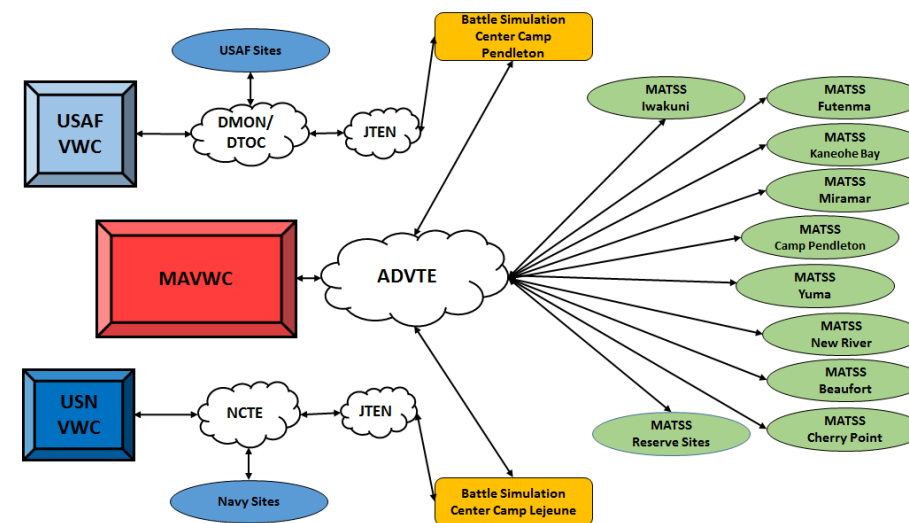 Battle Simulation
Center Camp
Pendleton
USAF Sites
USAF
VWC
DMON/
DTOC
JTEN
MATSS
Iwakuni
MATSS
Futenma
MATSS
Kaneohe Bay
MATSS
Miramar
MATSS
Camp Pendleton
MATSS
Yuma
MATSS
New River
MATSS
Beaufort
MATSS
Cherry Point
MATSS
Reserve Sites
MAVWC
ADVTE
USN
VWC
NCTE
JTEN
Navy Sites
Battle Simulation
Center Camp Lejeune